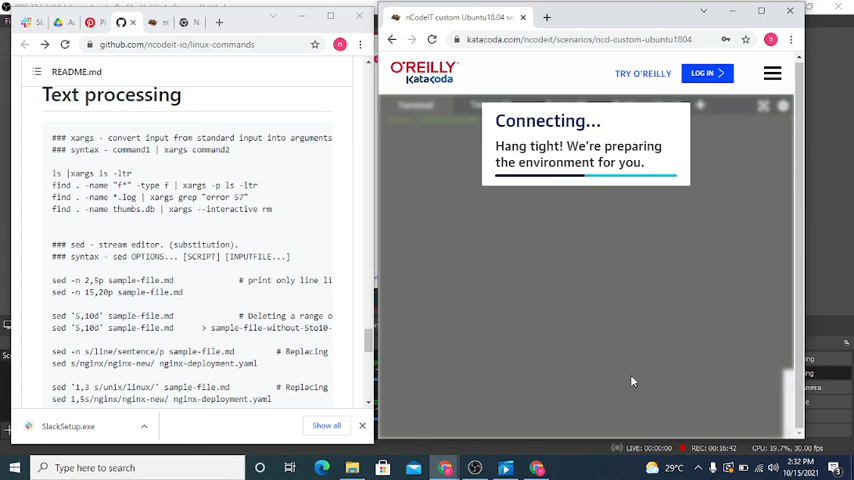 github.com/ncodeit-io/linux-commands
README.md
Text processing
### xargs - convert input from standard input into arguments
### syntax - command1 | xargs command2
ls |xargs ls -ltr
find . -name "f*" -type f | xargs -p ls -ltr
find . -name *.log | xargs grep "error 57"
find . -name thumbs.db | xargs --interactive rm
### sed - stream editor. (substitution).
### syntax - sed OPTIONS... [SCRIPT] [INPUTFILE...]
sed -n 2,5p sample-file.md # print only line li
sed -n 15,20p sample-file.md
sed '5,10d' sample-file.md # Deleting a range o
sed '5,10d' sample-file.md > sample-file-without-5to10-
sed -n s/line/sentence/p sample-file.md # Replacing
sed s/nginx/nginx-new/ nginx-deployment.yaml
sed '1,3 s/unix/linux/' sample-file.md # Replacing
sed 1,5s/nginx/nginx-new/ nginx-deployment.yaml
SlackSetup.exe
Show all
nCodeIT custom Ubuntu18.04 se
katacoda.com/ncodeit/scenarios/ncd-custom-ubuntu1804
O'REILLY
Katacoda
TRY O'REILLY
LOG IN
Terminal
Connecting...
Hang tight! We're preparing
the environment for you.
LIVE: 00:00:00
REC: 00:16:42
CPU: 19.7%, 30.00 fps
Type here to search
29°C
2:32 PM
10/15/2021